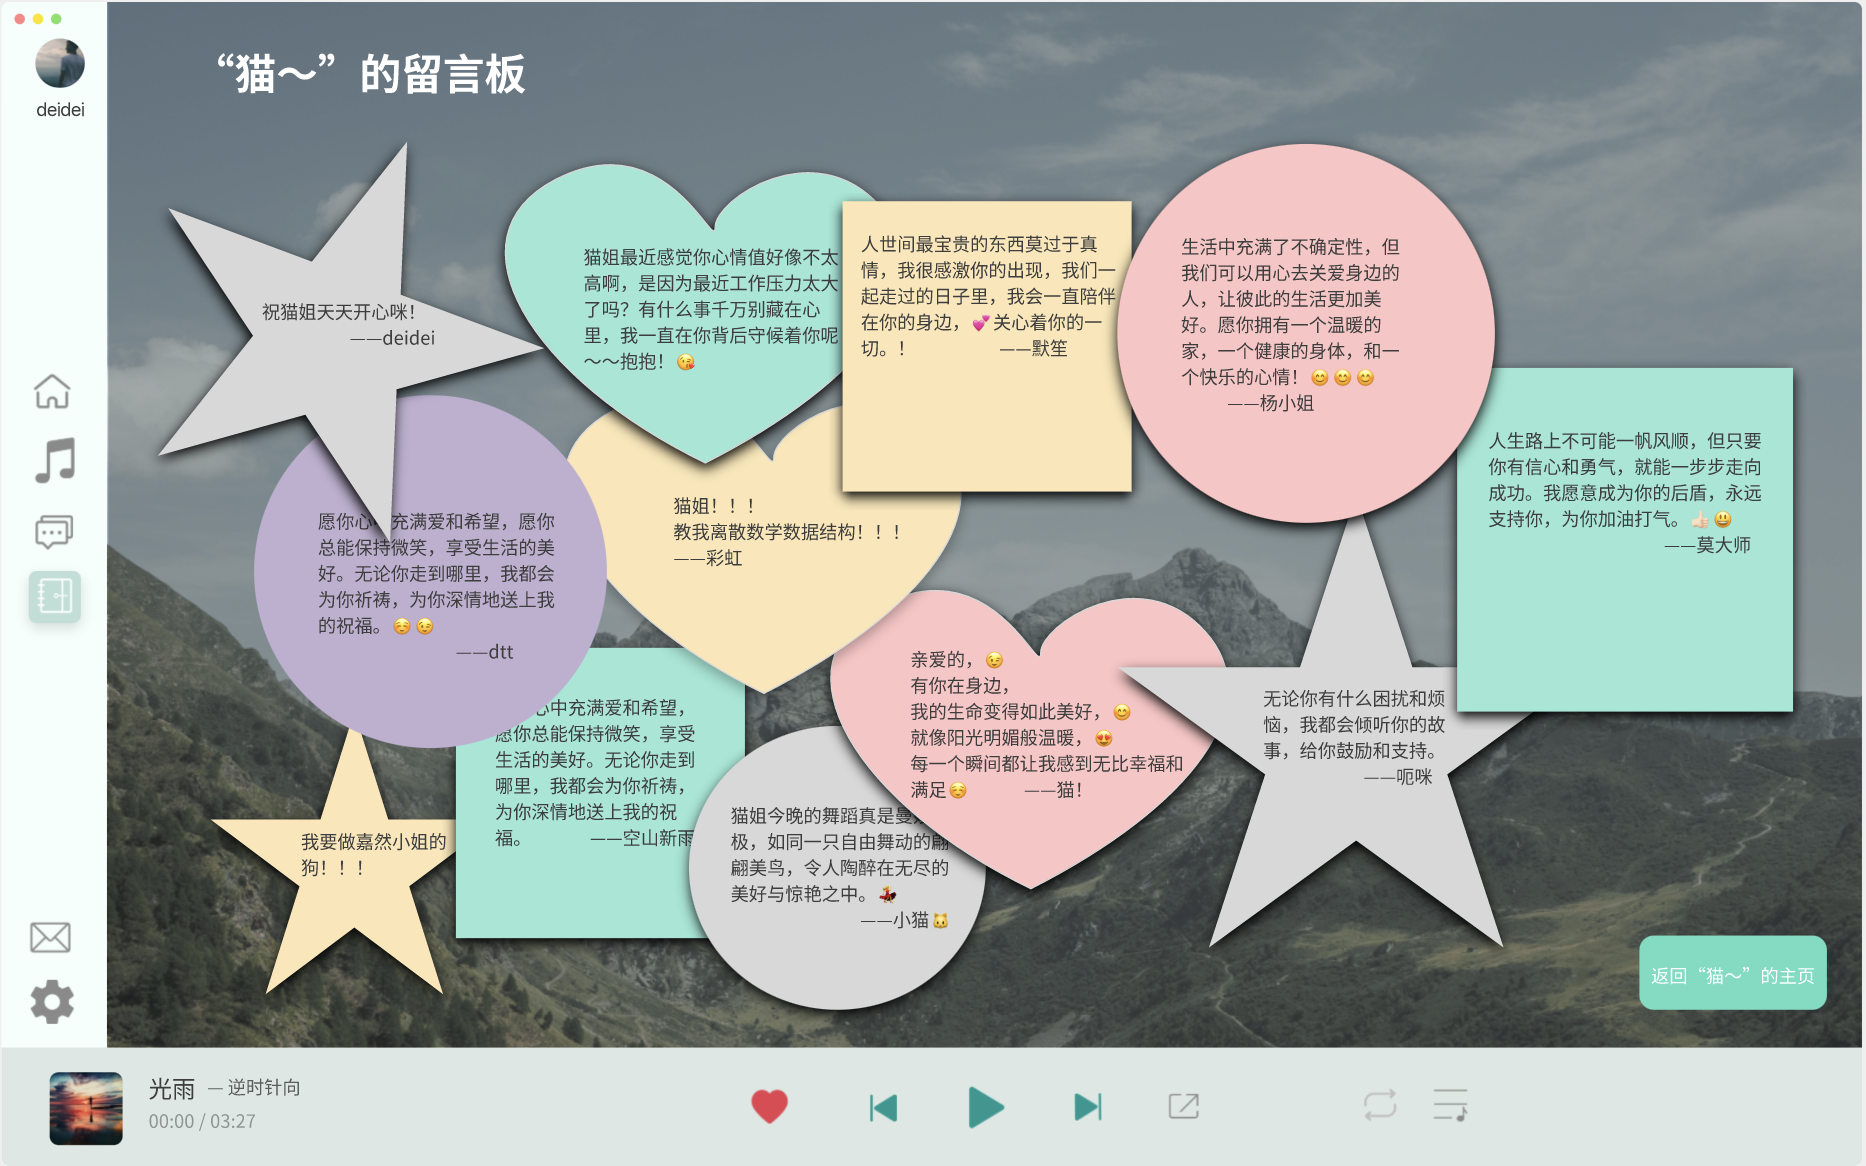 deidei
“猫～”的留言板
祝猫姐天天开心咪！
——deidei
猫姐最近感觉你心情值好像不太
高啊，是因为最近工作压力太大
了吗？有什么事千万别藏在心
里，我一直在你背后守候着你呢
～～抱抱！😘
人世间最宝贵的东西莫过于真
情，我很感激你的出现，我们一
起走过的日子里，我会一直陪伴
在你的身边，💕关心着你的一
切。！ ——默笙
生活中充满了不确定性，但
我们可以用心去关爱身边的
人，让彼此的生活更加美
好。愿你拥有一个温暖的
家，一个健康的身体，和一
个快乐的心情！😊😊😊
——杨小姐
人生路上不可能一帆风顺，但只要
你有信心和勇气，就能一步步走向
成功。我愿意成为你的后盾，永远
支持你，为你加油打气。👍🏻😃
——莫大师
愿你心 充满爱和希望，愿你
总能保持微笑，享受生活的美
好。无论你走到哪里，我都会
为你祈祷，为你深情地送上我
的祝福。☺️😉
——dtt
猫姐！！！
教我离散数学数据结构！！！
——彩虹
心中充满爱和希望，
愿你总能保持微笑，享受
生活的美好。无论你走到
哪里，我都会为你祈祷，
为你深情地送上我的祝
福。 ——空山新雨
亲爱的，😉
有你在身边，
我的生命变得如此美好，😊
就像阳光明媚般温暖，😍
每一个瞬间都让我感到无比幸福和
满足☺️ ——猫！
无论你有什么困扰和烦
恼，我都会倾听你的故
事，给你鼓励和支持。
——呃咪
我要做嘉然小姐的
狗！！！
猫姐今晚的舞蹈真是曼
极，如同一只自由舞动的翩
翩美鸟，令人陶醉在无尽的
美好与惊艳之中。💃
——小猫🐱
返回“猫～”的主页
光雨 — 逆时针向
00:00 / 03:27